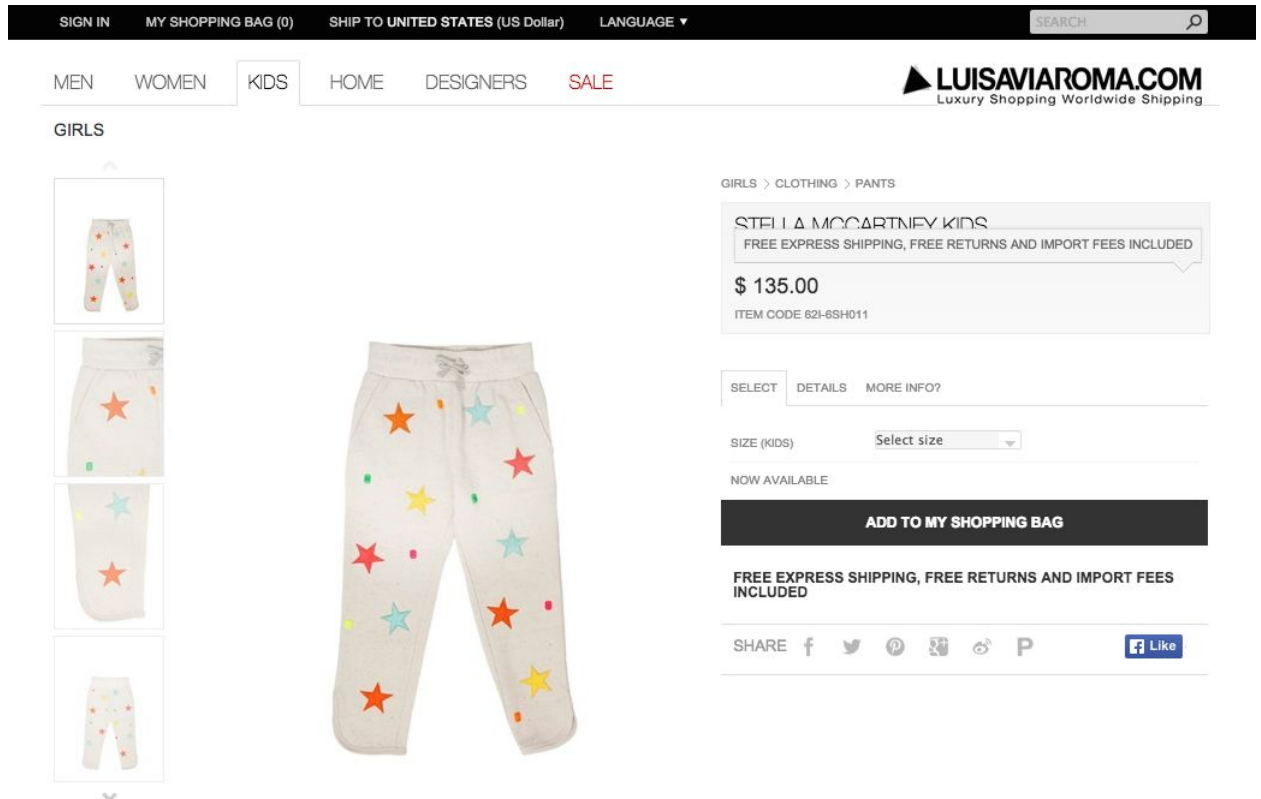 SIGN IN MY SHOPPING BAG (0) SHIP TO UNITED STATES (US Dollar) LANGUAGE ▼ SEARCH
MEN WOMEN KIDS HOME DESIGNERS SALE
LUISAVIAROMA.COM
Luxury Shopping Worldwide Shipping
GIRLS
GIRLS > CLOTHING > PANTS
STELLA MCCARTNEY KIDS
FREE EXPRESS SHIPPING, FREE RETURNS AND IMPORT FEES INCLUDED
$ 135.00
ITEM CODE 62I-6SH011
SELECT DETAILS MORE INFO?
SIZE (KIDS) Select size
NOW AVAILABLE
ADD TO MY SHOPPING BAG
FREE EXPRESS SHIPPING, FREE RETURNS AND IMPORT FEES
INCLUDED
SHARE Like